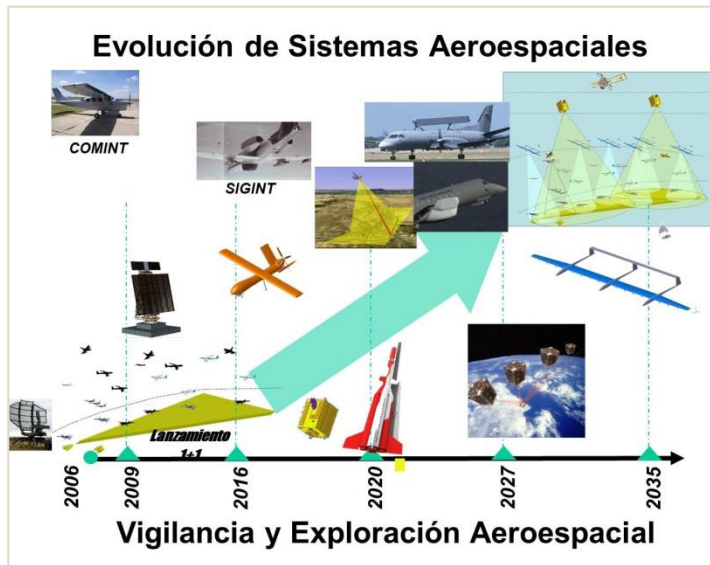 Evolución de Sistemas Aeroespaciales
COMINT
SIGINT
Lanzamiento
1+1
2006
2009
2016
2020
2027
2035
Vigilancia y Exploración Aeroespacial